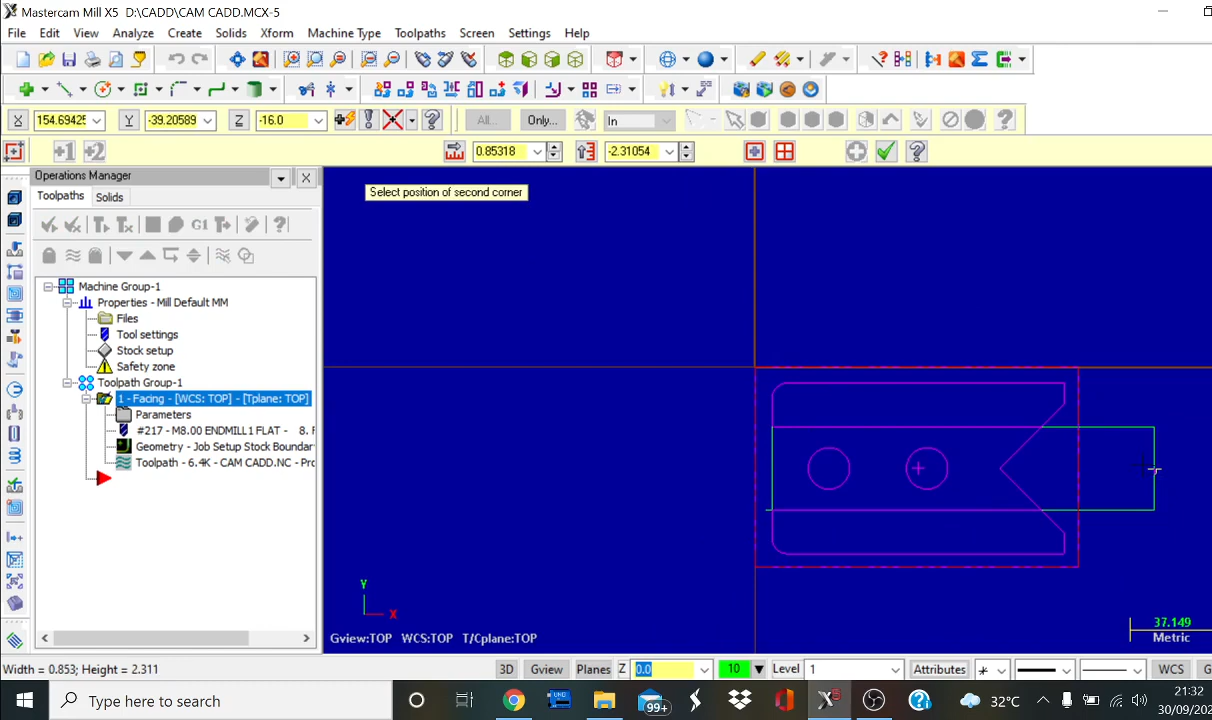 Mastercam Mill X5  D:\CADD\CAM CADD.MCX-5
File Edit View Analyze Create Solids Xform Machine Type Toolpaths Screen Settings Help
X 154.69425 Y -39.20589 Z -16.0 All... Only... In
+1 +2 0.85318 -2.31054
Operations Manager
Toolpaths Solids
Select position of second corner
G1
Machine Group-1
Properties - Mill Default MM
Files
Tool settings
Stock setup
Safety zone
Toolpath Group-1
1 - Facing - [WCS: TOP] - [Tplane: TOP]
Parameters
#217 - M8.00 ENDMILL1 FLAT - 8. F
Geometry - Job Setup Stock Boundar
Toolpath - 6.4K - CAM CADD.NC - Pro
Y
X
Gview:TOP WCS:TOP T/Cplane:TOP
37.149
Metric
Width = 0.853; Height = 2.311 3D Gview Planes Z 0.0 10 Level 1 Attributes WCS G
Type here to search 99+ 32°C 21:32
30/09/202